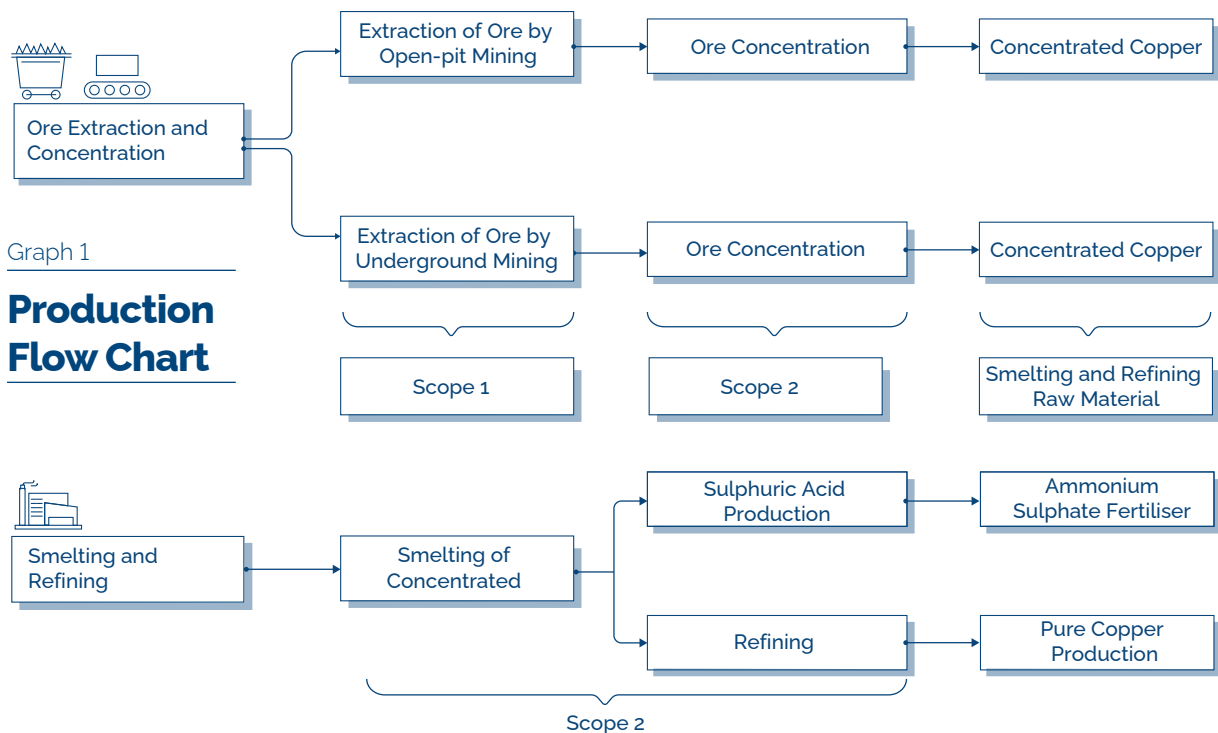 Extraction of Ore by
Open-pit Mining
Ore Concentration
Concentrated Copper
Ore Extraction and
Concentration
Extraction of Ore by
Underground Mining
Ore Concentration
Concentrated Copper
Graph 1
Production
Flow Chart
Scope 1
Scope 2
Smelting and Refining
Raw Material
Sulphuric Acid
Production
Ammonium
Sulphate Fertiliser
Smelting and
Refining
Smelting of
Concentrated
Refining
Pure Copper
Production
Scope 2